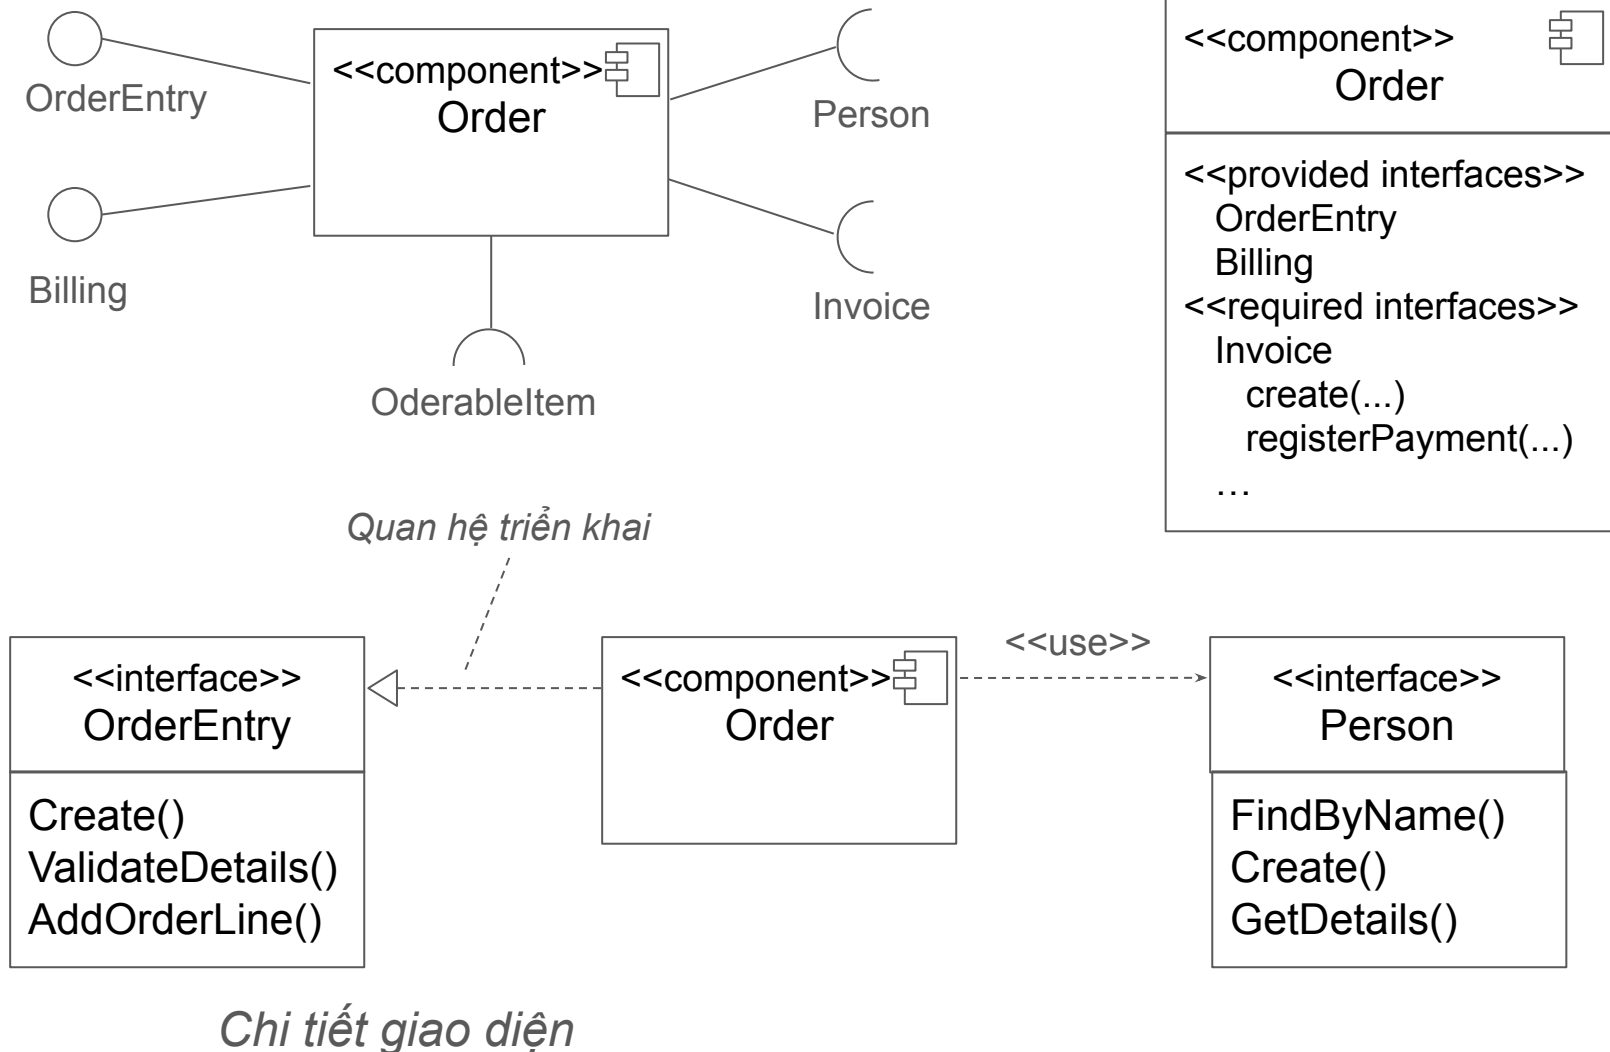 OrderEntry
Billing
<<component>>
Order
OderableItem
Person
Invoice
<<component>>
Order
<<provided interfaces>>
OrderEntry
Billing
<<required interfaces>>
Invoice
create(...)
registerPayment(...)
…
Quan hệ triển khai
<<interface>>
OrderEntry
Create()
ValidateDetails()
AddOrderLine()
<<component>>
Order
<<use>>
<<interface>>
Person
FindByName()
Create()
GetDetails()
Chi tiết giao diện